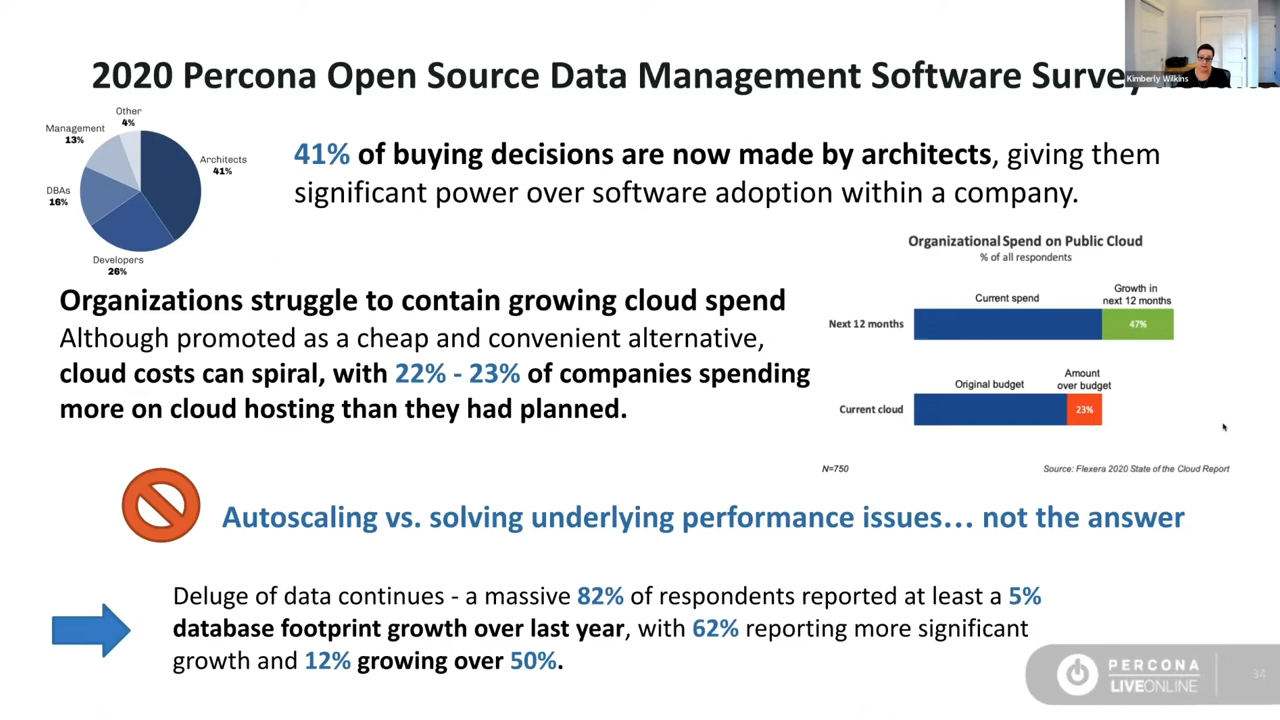 2020 Percona Open Source Data Management Software Survey
Kimberly Wilkins
Other
4%
Management
13%
Architects
41%
DBAs
16%
Developers
26%
41% of buying decisions are now made by architects, giving them
significant power over software adoption within a company.
Organizational Spend on Public Cloud
% of all respondents
Current spend
Growth in
next 12 months
Next 12 months
47%
Original budget
Amount
over budget
Current cloud
23%
N=750
Source: Flexera 2020 State of the Cloud Report
Organizations struggle to contain growing cloud spend
Although promoted as a cheap and convenient alternative,
cloud costs can spiral, with 22% - 23% of companies spending
more on cloud hosting than they had planned.
Autoscaling vs. solving underlying performance issues... not the answer
Deluge of data continues - a massive 82% of respondents reported at least a 5%
database footprint growth over last year, with 62% reporting more significant
growth and 12% growing over 50%.
PERCONA
LIVEONLINE
34